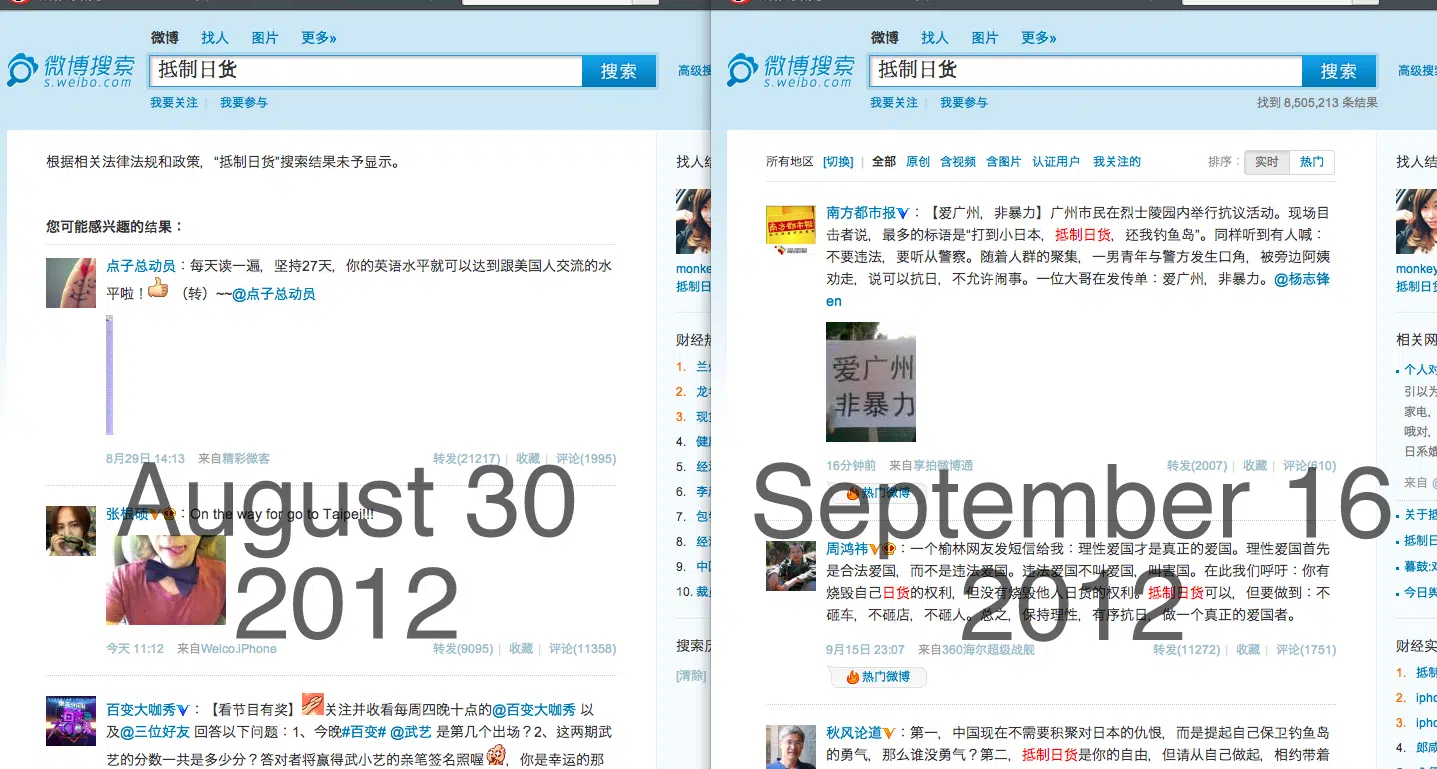 微博 找人 图片 更多»
微博搜索
s.weibo.com
抵制日货
搜索
高级搜
我要关注 | 我要参与
根据相关法律法规和政策，“抵制日货”搜索结果未予显示。
您可能感兴趣的结果：
点子总动员：每天读一遍，坚持27天，你的英语水平就可以达到跟美国人交流的水
平啦！ （转）~~@点子总动员
8月29日 14:13 来自精彩微客 转发(21217) | 收藏 | 评论(1995)
August 30
2012
张根硕：On the way for go to Taipei!!!
今天 11:12 来自Weico.iPhone 转发(9095) | 收藏 | 评论(11358)
百变大咖秀：【看节目有奖】关注并收看每周四晚十点的@百变大咖秀 以
及@三位好友 回答以下问题：1、今晚#百变# @武艺 是第几个出场？2、这两期武
艺的分数一共是多少分？答对者将赢得武小艺的亲笔签名照喔，你是幸运的那
找人结
monke
抵制日
财经热
1. 兰
2. 龙
3. 现
4. 健
5. 经
6. 李
7. 包
8. 经
9. 中
10. 裁
搜索历
[清除]
微博 找人 图片 更多»
微博搜索
s.weibo.com
抵制日货
搜索
高级搜
我要关注 | 我要参与
找到 8,505,213 条结果
所有地区 [切换] | 全部 原创 含视频 含图片 认证用户 我关注的 排序： 实时 热门
南方都市报
南方都市报：【爱广州，非暴力】广州市民在烈士陵园内举行抗议活动。现场目
击者说，最多的标语是“打到小日本，抵制日货，还我钓鱼岛”。同样听到有人喊：
不要违法，要听从警察。随着人群的聚集，一男青年与警方发生口角，被旁边阿姨
劝走，说可以抗日，不允许闹事。一位大哥在发传单：爱广州，非暴力。@杨志锋
en
爱广州
非暴力
16分钟前 来自享拍微博通 转发(2007) | 收藏 | 评论(610)
热门微博
September 16
2012
周鸿祎：一个榆林网友发短信给我：理性爱国才是真正的爱国。理性爱国首先
是合法爱国，而不是违法爱国。违法爱国不叫爱国，叫害国。在此我们呼吁：你有
烧毁自己日货的权利，但没有烧毁他人日货的权利。抵制日货可以，但要做到：不
砸车，不砸店，不砸人。总之，保持理性，有序抗日，做一个真正的爱国者。
9月15日 23:07 来自360海尔超级战舰 转发(11272) | 收藏 | 评论(1751)
热门微博
秋风论道：第一，中国现在不需要积聚对日本的仇恨，而是提起自己保卫钓鱼岛
的勇气，那么谁没勇气？第二，抵制日货是你的自由，但请从自己做起，相约带着
找人结
monkey
抵制日货
相关网
个人对
引以为
家电，
哦对，
日系媒
来自 @
关于抵
抵制日
暮鼓:对
今日舆
财经实
1. 抵制
2. ipho
3. ipho
4. 郎咸